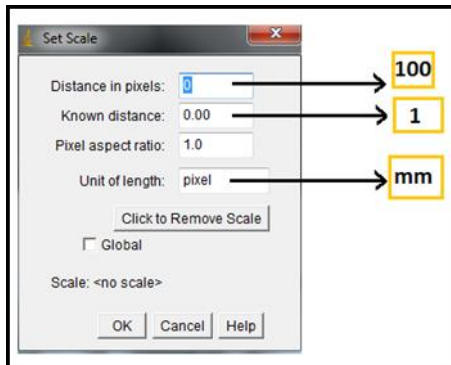 Set Scale
Distance in pixels: 0 100
Known distance: 0.00 1
Pixel aspect ratio: 1.0
Unit of length: pixel mm
Click to Remove Scale
Global
Scale: <no scale>
OK Cancel Help